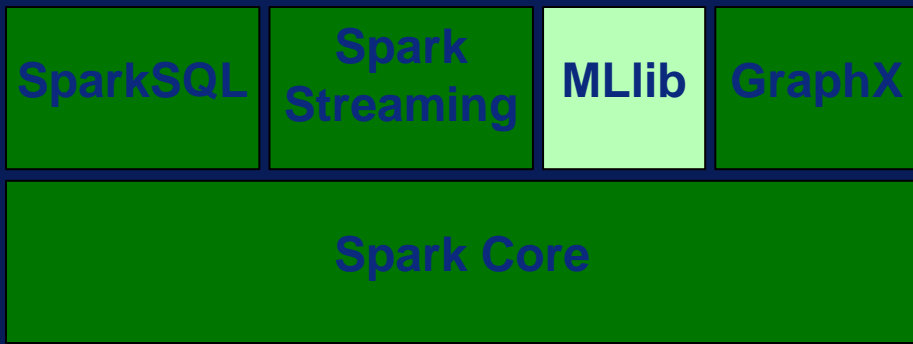 SparkSQL
Spark
Streaming
MLlib
GraphX
Spark Core